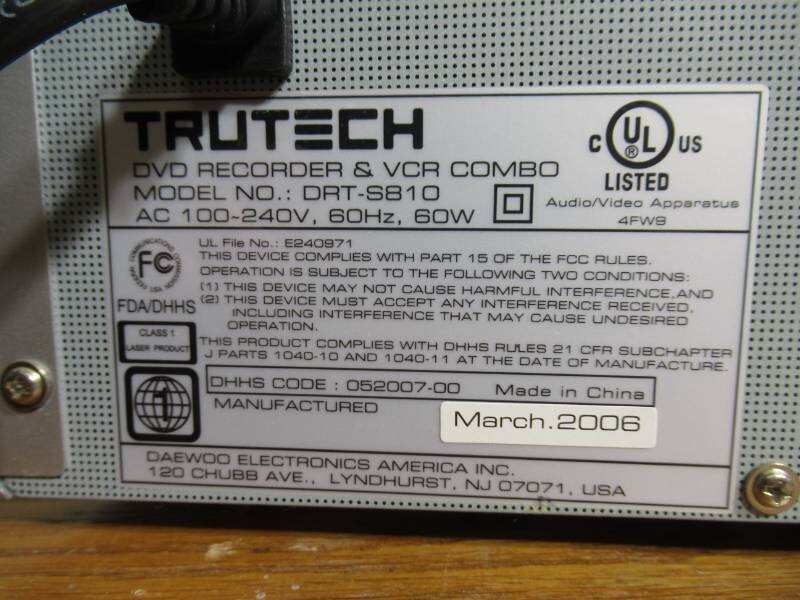 TRUTECH
DVD RECORDER & VCR COMBO
MODEL NO.: DRT-S810
AC 100~240V, 60Hz, 60W
C UL US
®
LISTED
Audio/Video Apparatus
4FW9
UL File No.: E240971
THIS DEVICE COMPLIES WITH PART 15 OF THE FCC RULES.
OPERATION IS SUBJECT TO THE FOLLOWING TWO CONDITIONS:
(1) THIS DEVICE MAY NOT CAUSE HARMFUL INTERFERENCE,AND
(2) THIS DEVICE MUST ACCEPT ANY INTERFERENCE RECEIVED,
INCLUDING INTERFERENCE THAT MAY CAUSE UNDESIRED
OPERATION.
FC
FDA/DHHS
CLASS 1
LASER PRODUCT
THIS PRODUCT COMPLIES WITH DHHS RULES 21 CFR SUBCHAPTER
J PARTS 1040-10 AND 1040-11 AT THE DATE OF MANUFACTURE.
1
DHHS CODE : 052007-00 Made in China
MANUFACTURED
March.2006
DAEWOO ELECTRONICS AMERICA INC.
120 CHUBB AVE., LYNDHURST, NJ 07071, USA